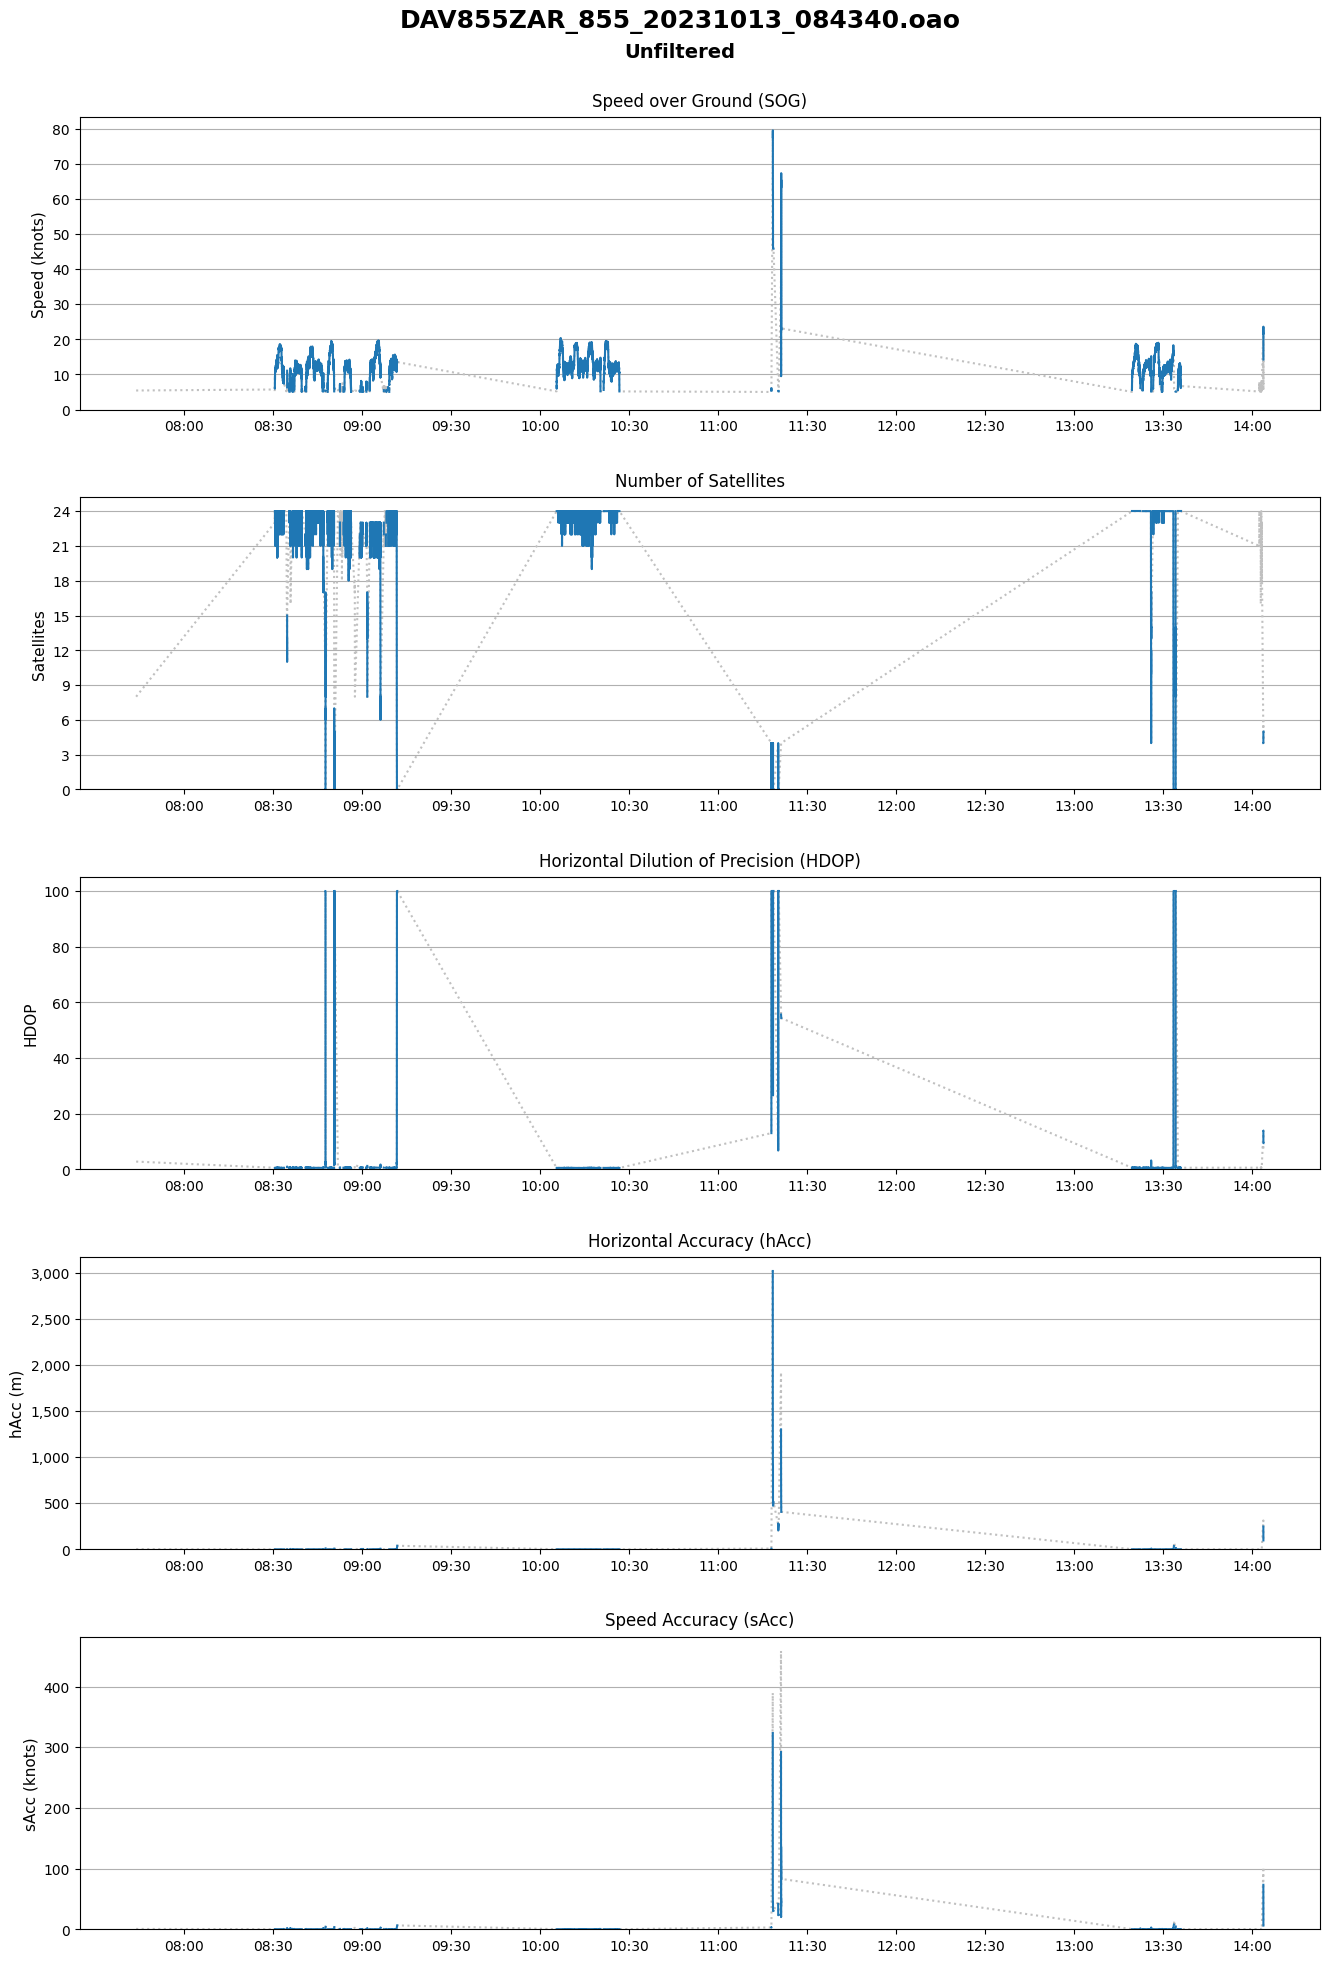 DAV855ZAR_855_20231013_084340.oao
Unfiltered
Speed over Ground (SOG)
Speed (knots)
80
70
60
50
40
30
20
10
0
08:00 08:30 09:00 09:30 10:00 10:30 11:00 11:30 12:00 12:30 13:00 13:30 14:00
Number of Satellites
Satellites
24
21
18
15
12
9
6
3
0
08:00 08:30 09:00 09:30 10:00 10:30 11:00 11:30 12:00 12:30 13:00 13:30 14:00
Horizontal Dilution of Precision (HDOP)
HDOP
100
80
60
40
20
0
08:00 08:30 09:00 09:30 10:00 10:30 11:00 11:30 12:00 12:30 13:00 13:30 14:00
Horizontal Accuracy (hAcc)
hAcc (m)
3,000
2,500
2,000
1,500
1,000
500
0
08:00 08:30 09:00 09:30 10:00 10:30 11:00 11:30 12:00 12:30 13:00 13:30 14:00
Speed Accuracy (sAcc)
sAcc (knots)
400
300
200
100
0
08:00 08:30 09:00 09:30 10:00 10:30 11:00 11:30 12:00 12:30 13:00 13:30 14:00